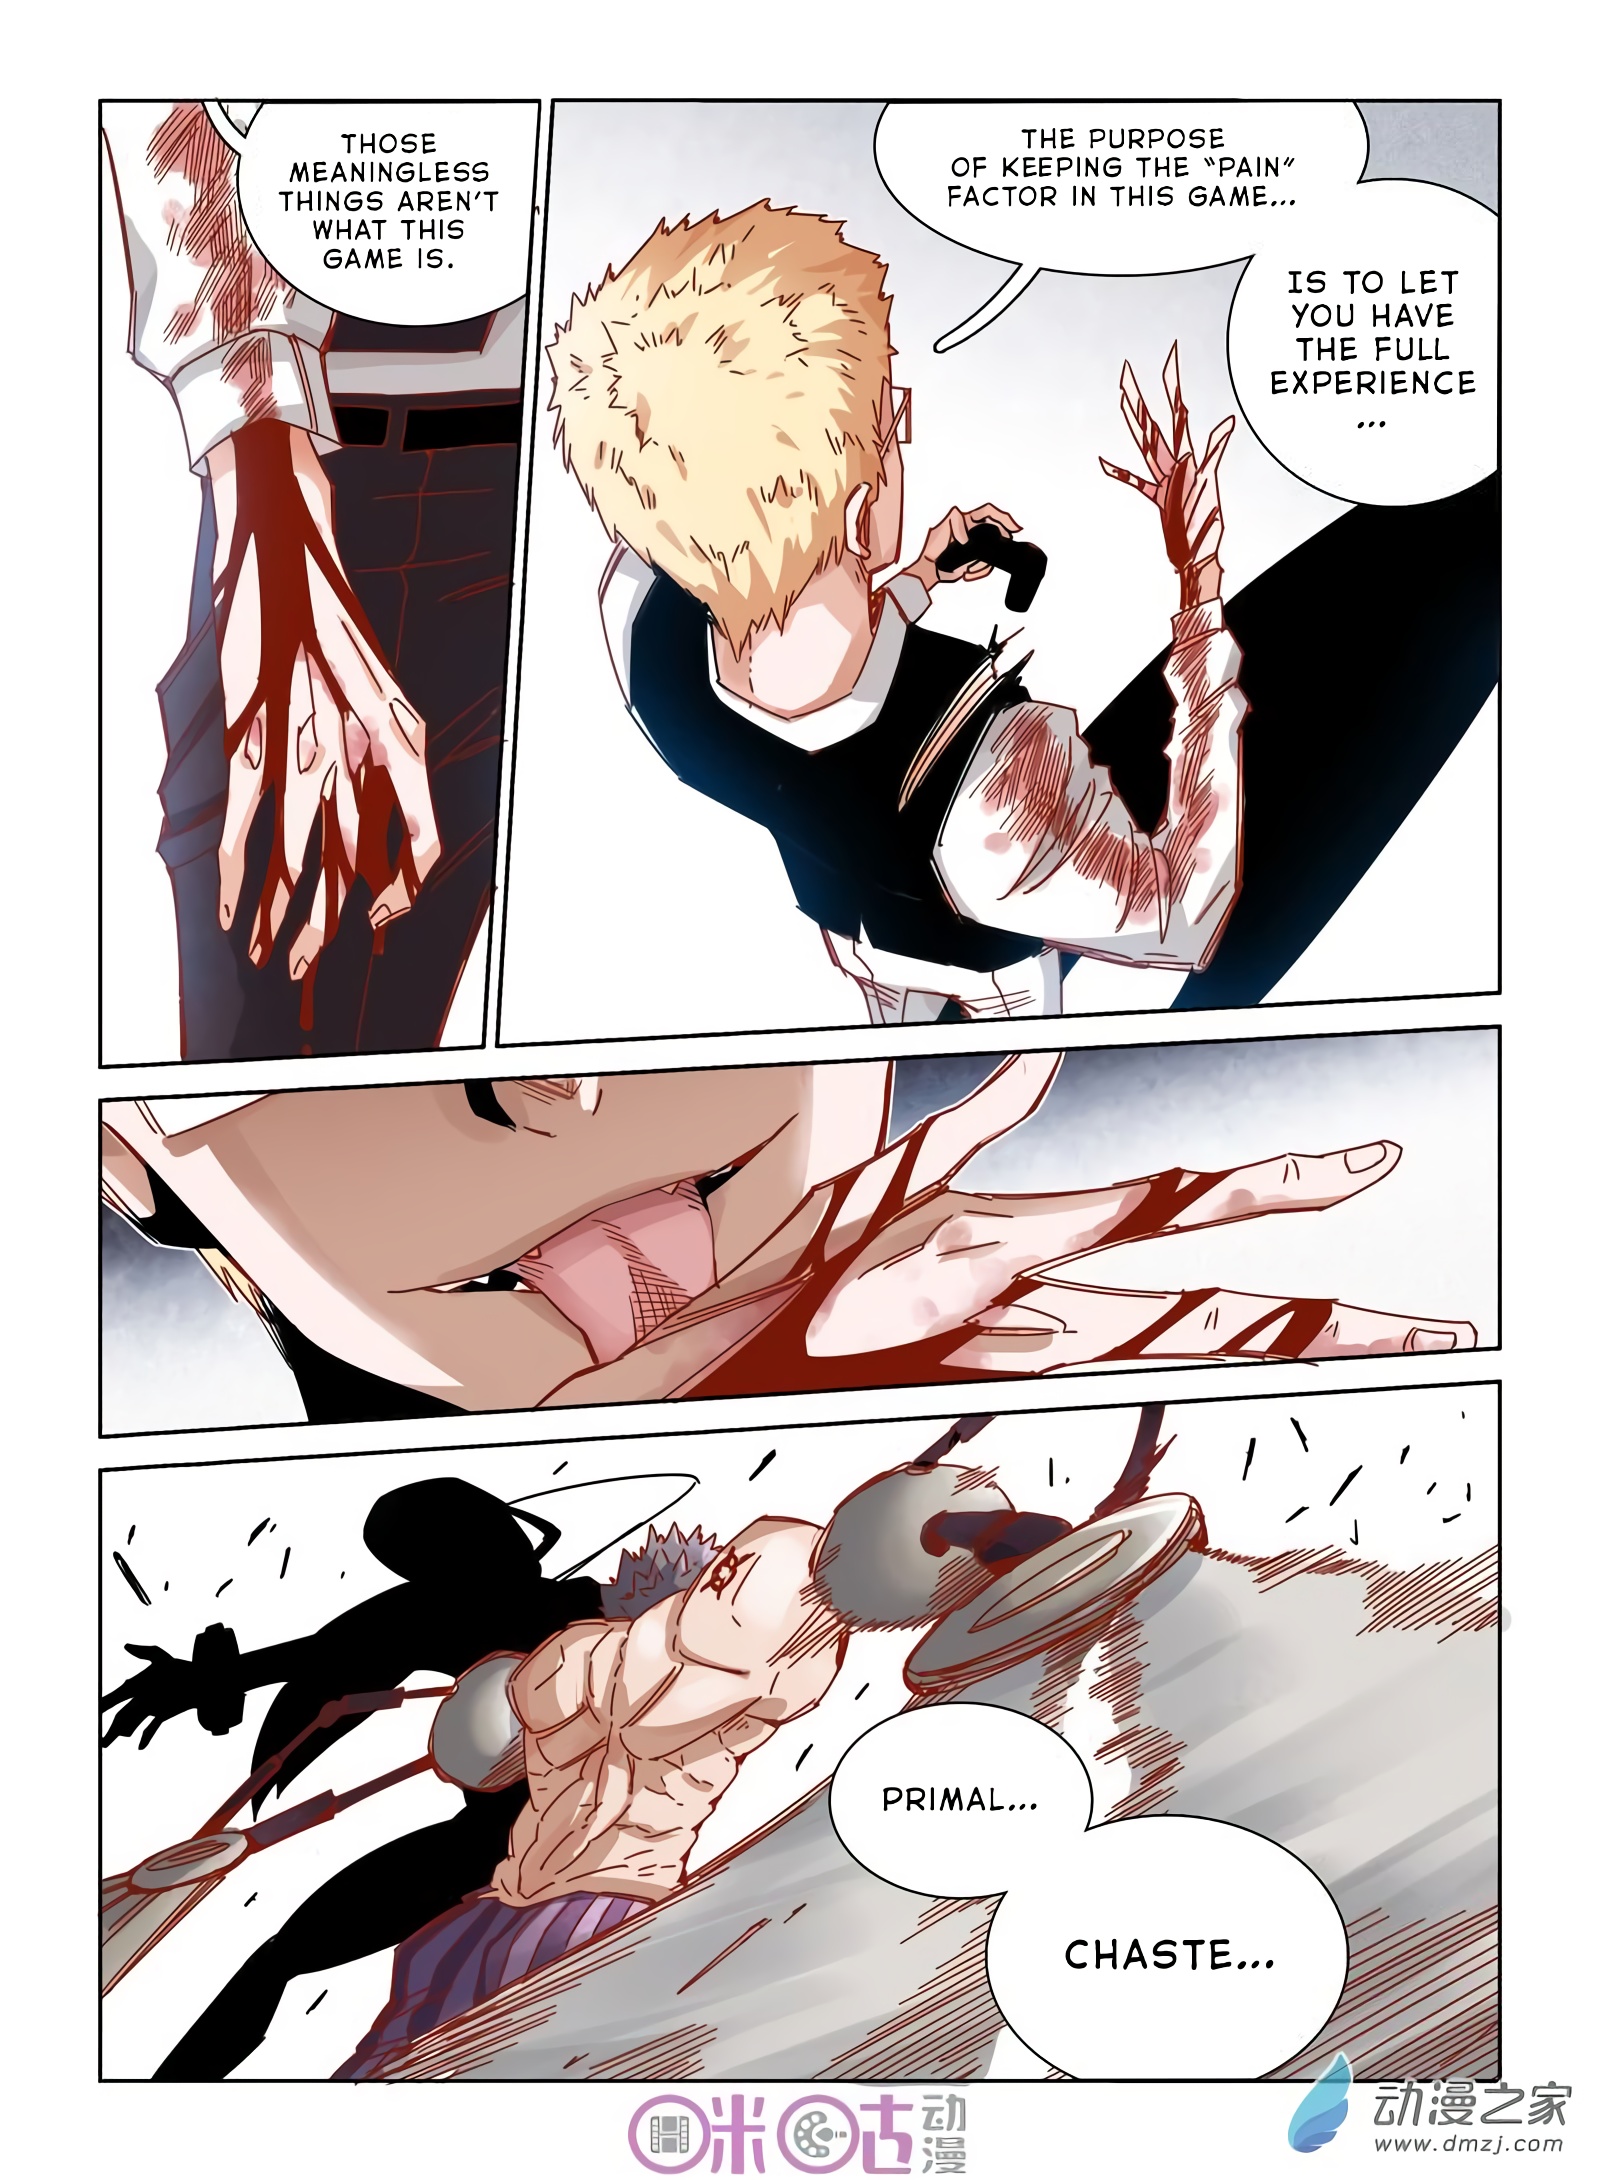 THOSE
MEANINGLESS
THINGS AREN'T
WHAT THIS
GAME IS.
THE PURPOSE
OF KEEPING THE "PAIN"
FACTOR IN THIS GAME...
IS TO LET
YOU HAVE
THE FULL
EXPERIENCE
...
PRIMAL...
CHASTE...
咪咕动漫
动漫之家
www.dmzj.com